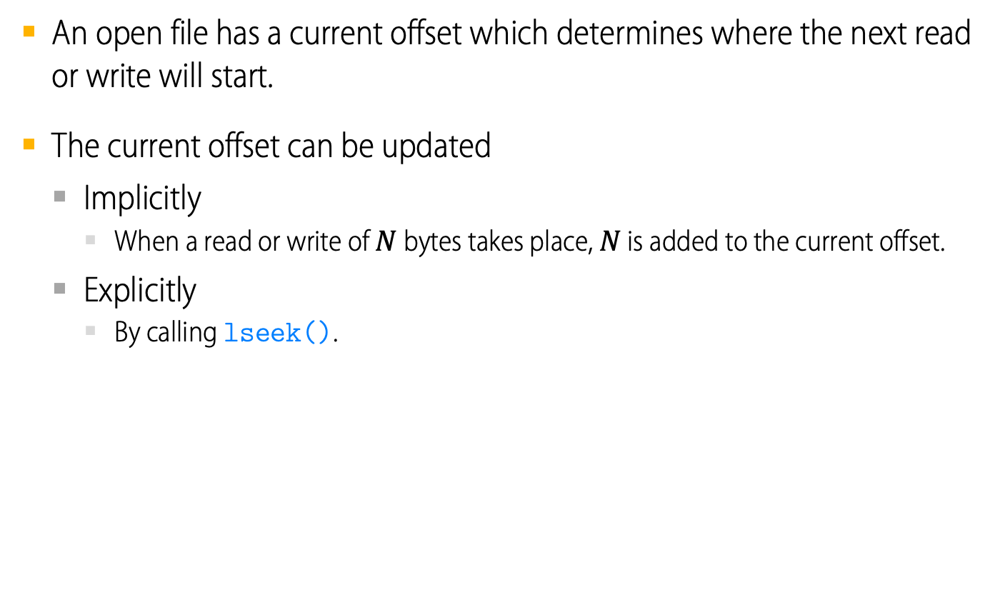 An open file has a current offset which determines where the next read
or write will start.
The current offset can be updated
Implicitly
When a read or write of N bytes takes place, N is added to the current offset.
Explicitly
By calling lseek().